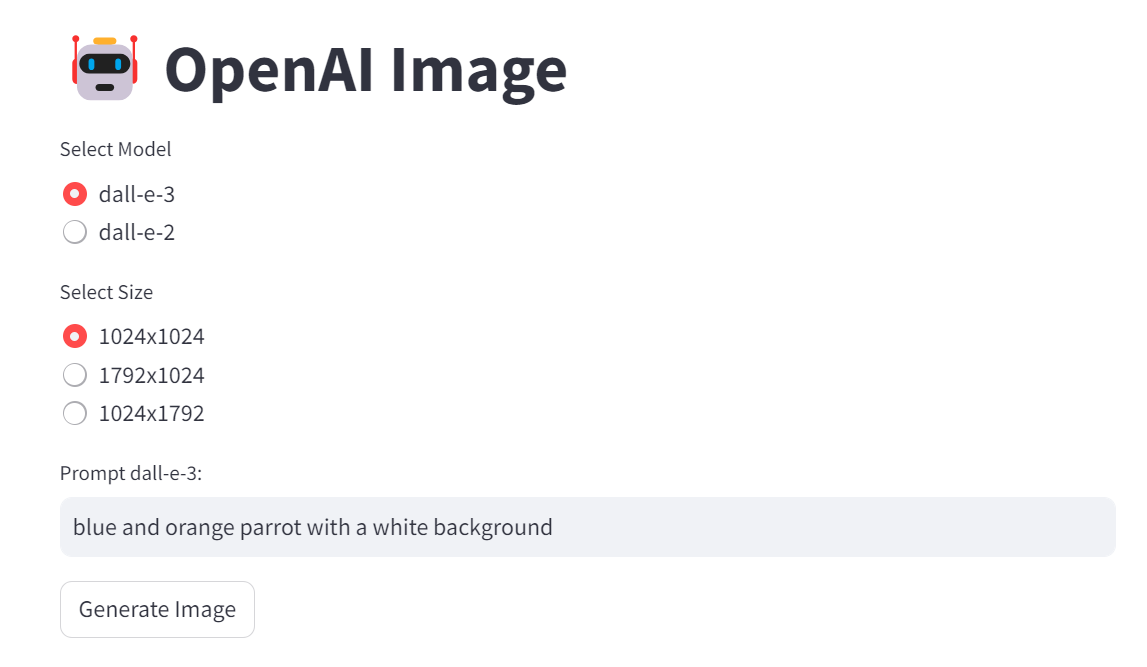 OpenAI Image
Select Model
dall-e-3
dall-e-2
Select Size
1024x1024
1792x1024
1024x1792
Prompt dall-e-3:
blue and orange parrot with a white background
Generate Image